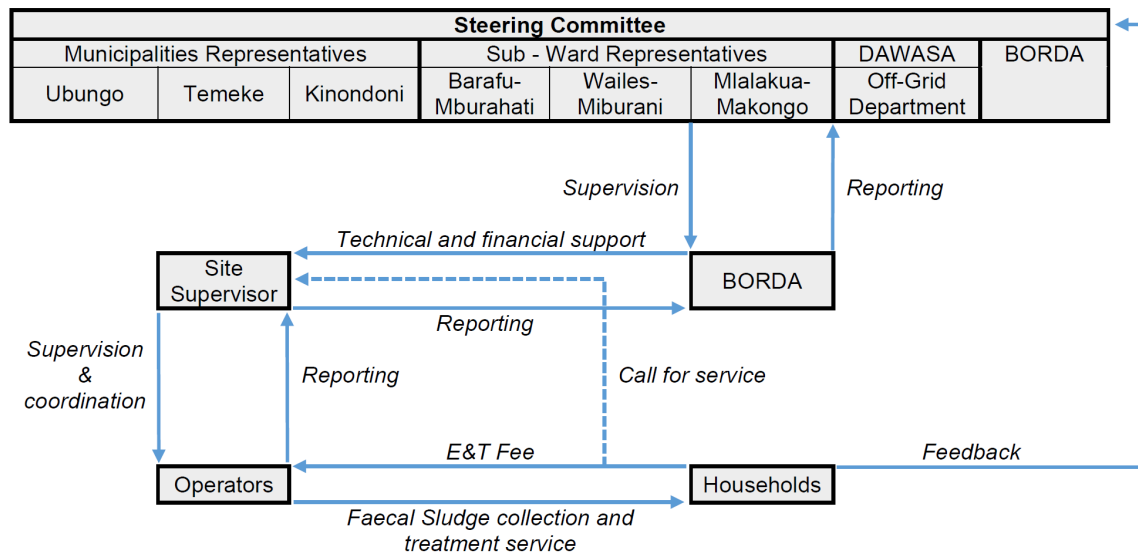 Steering Committee
Municipalities Representatives
Sub - Ward Representatives
DAWASA
BORDA
Ubungo
Temeke
Kinondoni
Barafu-
Mburahati
Wailes-
Miburani
Mlalakua-
Makongo
Off-Grid
Department
Supervision
Reporting
Technical and financial support
Site
Supervisor
BORDA
Reporting
Supervision
&
coordination
Reporting
Call for service
E&T Fee
Feedback
Operators
Households
Faecal Sludge collection and
treatment service